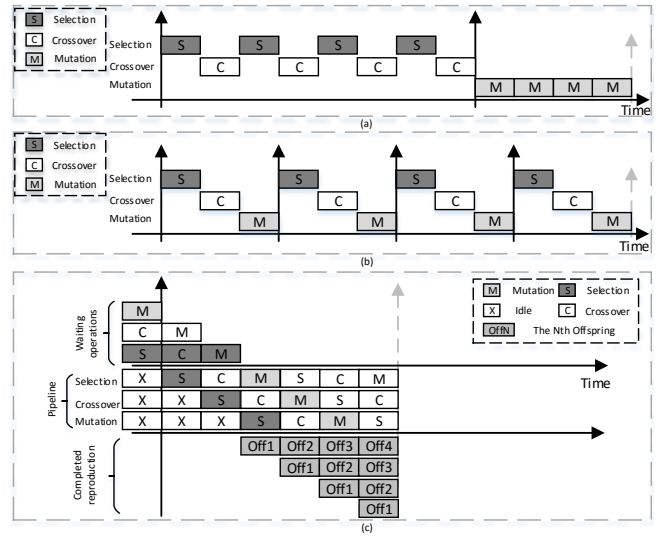 S Selection
C Crossover
M Mutation
Selection S S S S
Crossover C C C C
Mutation M M M M
Time
(a)
S Selection
C Crossover
M Mutation
Selection S S S S
Crossover C C C C
Mutation M M M M
Time
(b)
M Mutation S Selection
X Idle C Crossover
OffN The Nth Offspring
Waiting operations
M
C M
S C M
Time
Pipeline
Selection X S C M S C M
Crossover X X S C M S C
Mutation X X X S C M S
Completed reproduction
Off1 Off2 Off3 Off4
Off1 Off2 Off3
Off1 Off2
Off1
(c)